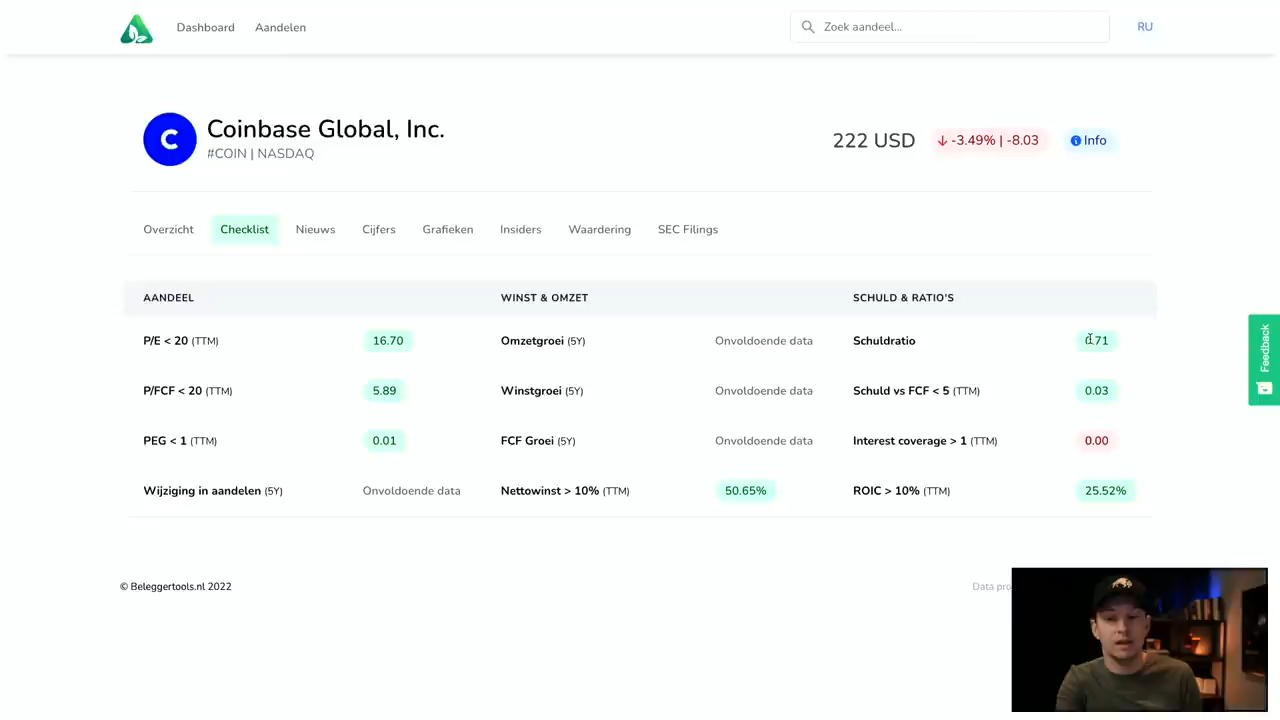 Dashboard Aandelen Zoek aandeel... RU
Coinbase Global, Inc.
#COIN | NASDAQ
222 USD -3.49% | -8.03 Info
Overzicht Checklist Nieuws Cijfers Grafieken Insiders Waardering SEC Filings
AANDEEL WINST & OMZET SCHULD & RATIO'S
P/E < 20 (TTM) 16.70 Omzetgroei (5Y) Onvoldoende data Schuldratio
P/FCF < 20 (TTM) 5.89 Winstgroei (5Y) Onvoldoende data Schuld vs FCF < 5 (TTM) 0.03
PEG < 1 (TTM) 0.01 FCF Groei (5Y) Onvoldoende data Interest coverage > 1 (TTM) 0.00
Wijziging in aandelen (5Y) Onvoldoende data Nettowinst > 10% (TTM) 50.65% ROIC > 10% (TTM) 25.52%
Feedback
© Beleggertools.nl 2022 Data